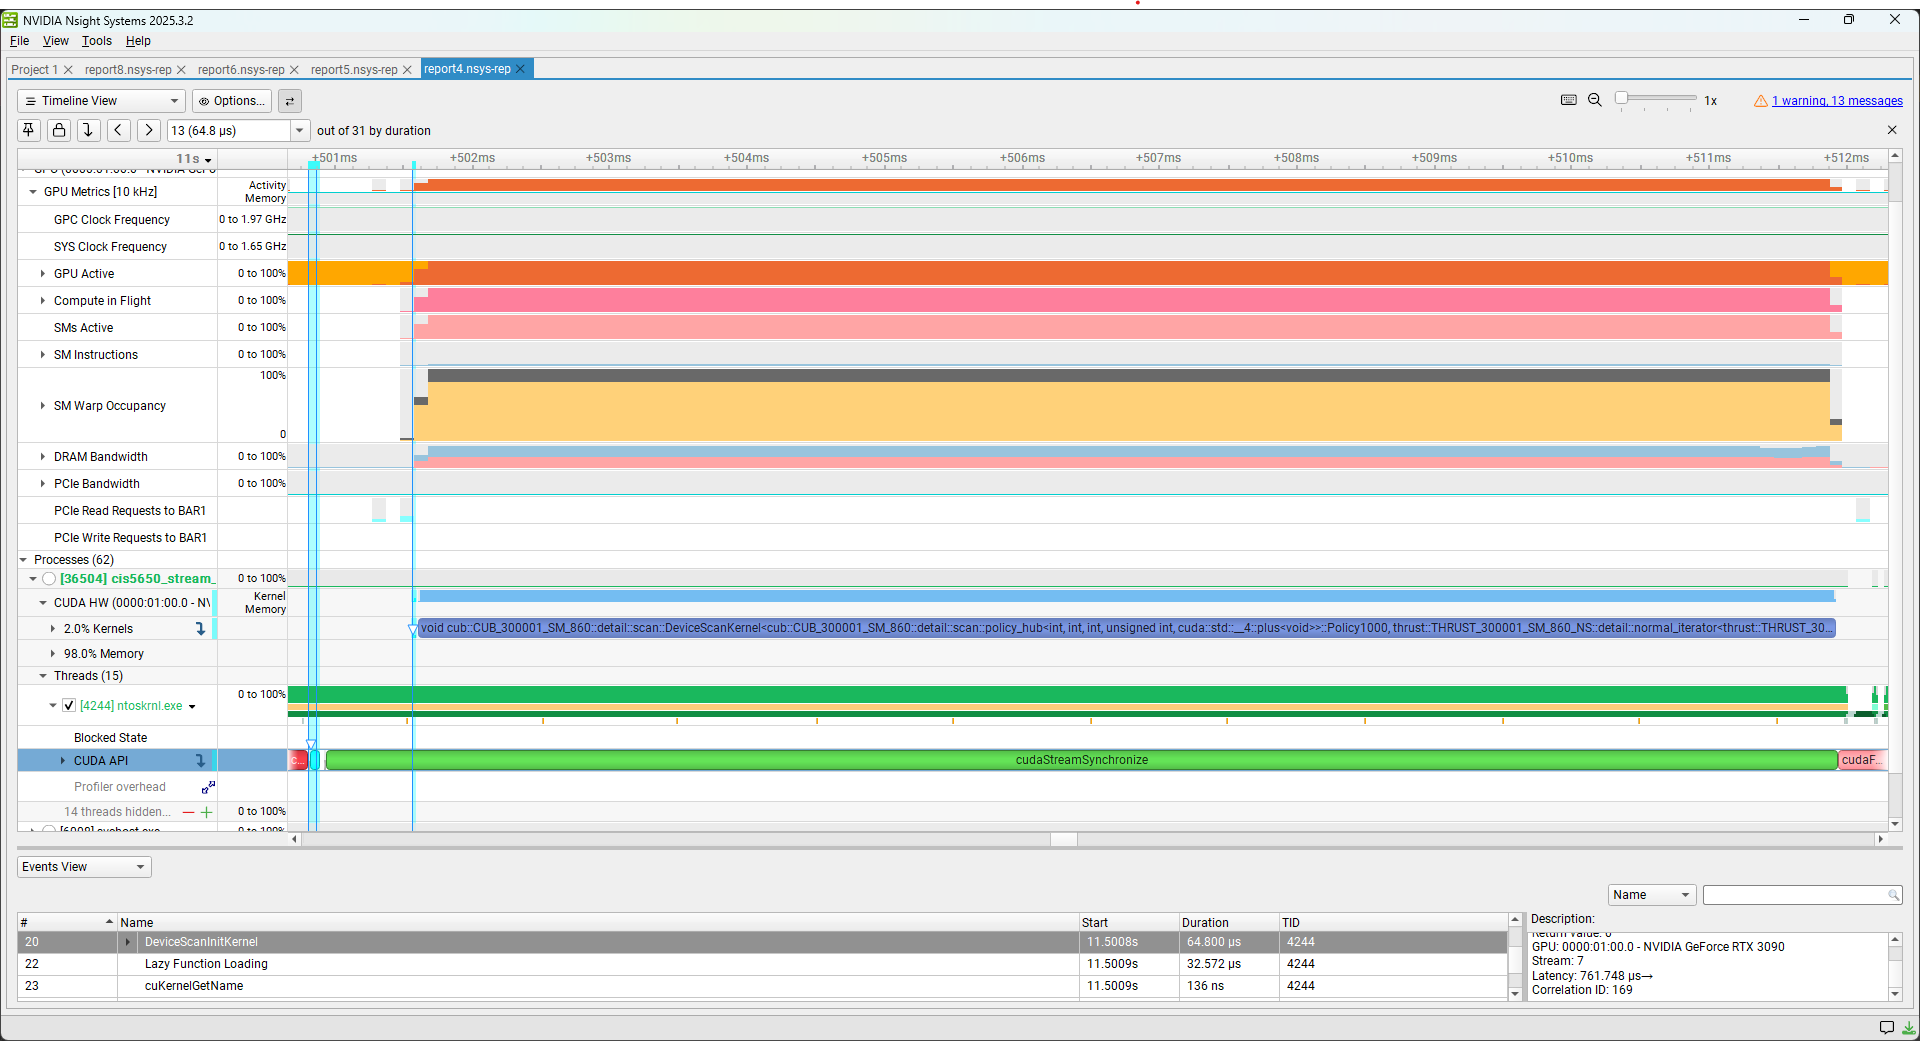 NVIDIA Nsight Systems 2025.3.2
File View Tools Help
Project 1 report8.nsys-rep report6.nsys-rep report5.nsys-rep report4.nsys-rep
Timeline View Options... 1x 1 warning, 13 messages
13 (64.8 µs) out of 31 by duration
11s +501ms +502ms +503ms +504ms +505ms +506ms +507ms +508ms +509ms +510ms +511ms +512ms
GPU Metrics [10 kHz] Activity
Memory
GPC Clock Frequency 0 to 1.97 GHz
SYS Clock Frequency 0 to 1.65 GHz
GPU Active 0 to 100%
Compute in Flight 0 to 100%
SMs Active 0 to 100%
SM Instructions 0 to 100%
100%
SM Warp Occupancy
0
DRAM Bandwidth 0 to 100%
PCIe Bandwidth 0 to 100%
PCIe Read Requests to BAR1
PCIe Write Requests to BAR1
Processes (62)
[36504] cis5650_stream_ 0 to 100%
CUDA HW (0000:01:00.0 - NV Kernel
Memory
2.0% Kernels void cub::CUB_300001_SM_860::detail::scan::DeviceScanKernel<cub::CUB_300001_SM_860::detail::scan::policy_hub<int, int, int, unsigned int, cuda::std::__4::plus<void>>::Policy1000, thrust::THRUST_300001_SM_860_NS::detail::normal_iterator<thrust::THRUST_30...
98.0% Memory
Threads (15)
[4244] ntoskrnl.exe 0 to 100%
Blocked State
CUDA API c... cudaStreamSynchronize cudaF...
Profiler overhead
14 threads hidden... 0 to 100%
Events View
Name
# Name Start Duration TID
20 DeviceScanInitKernel 11.5008s 64.800 µs 4244
22 Lazy Function Loading 11.5009s 32.572 µs 4244
23 cuKernelGetName 11.5009s 136 ns 4244
Description:
GPU: 0000:01:00.0 - NVIDIA GeForce RTX 3090
Stream: 7
Latency: 761.748 µs→
Correlation ID: 169